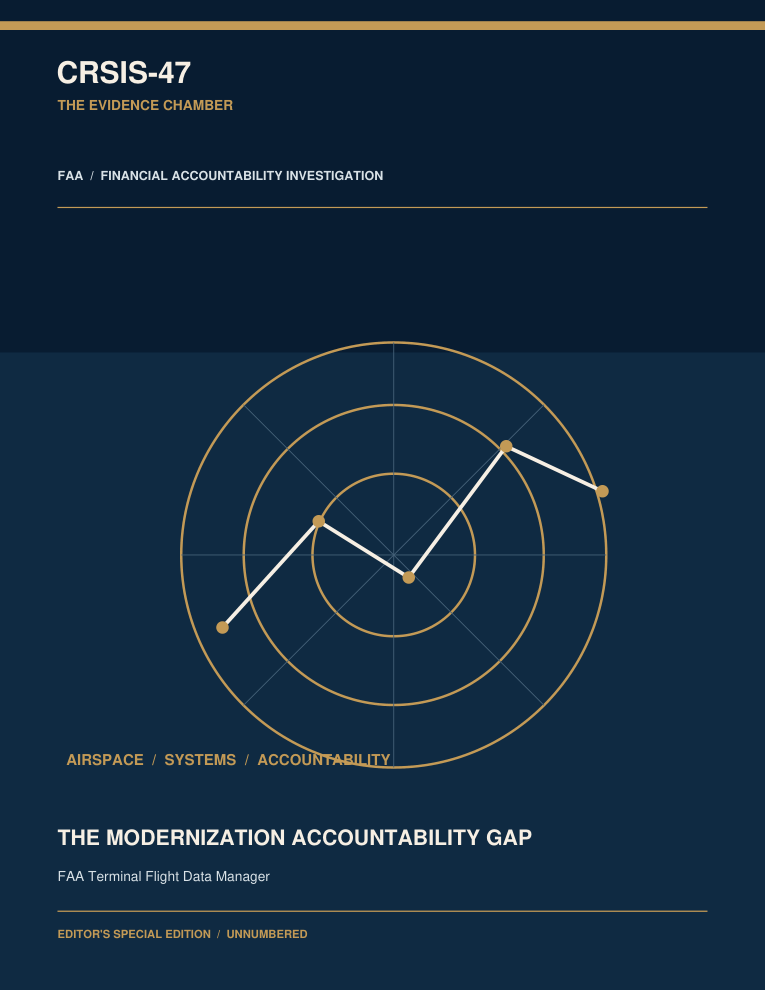 CRSIS-47
THE EVIDENCE CHAMBER
FAA / FINANCIAL ACCOUNTABILITY INVESTIGATION
AIRSPACE / SYSTEMS / ACCOUNTABILITY
THE MODERNIZATION ACCOUNTABILITY GAP
FAA Terminal Flight Data Manager
EDITOR'S SPECIAL EDITION / UNNUMBERED